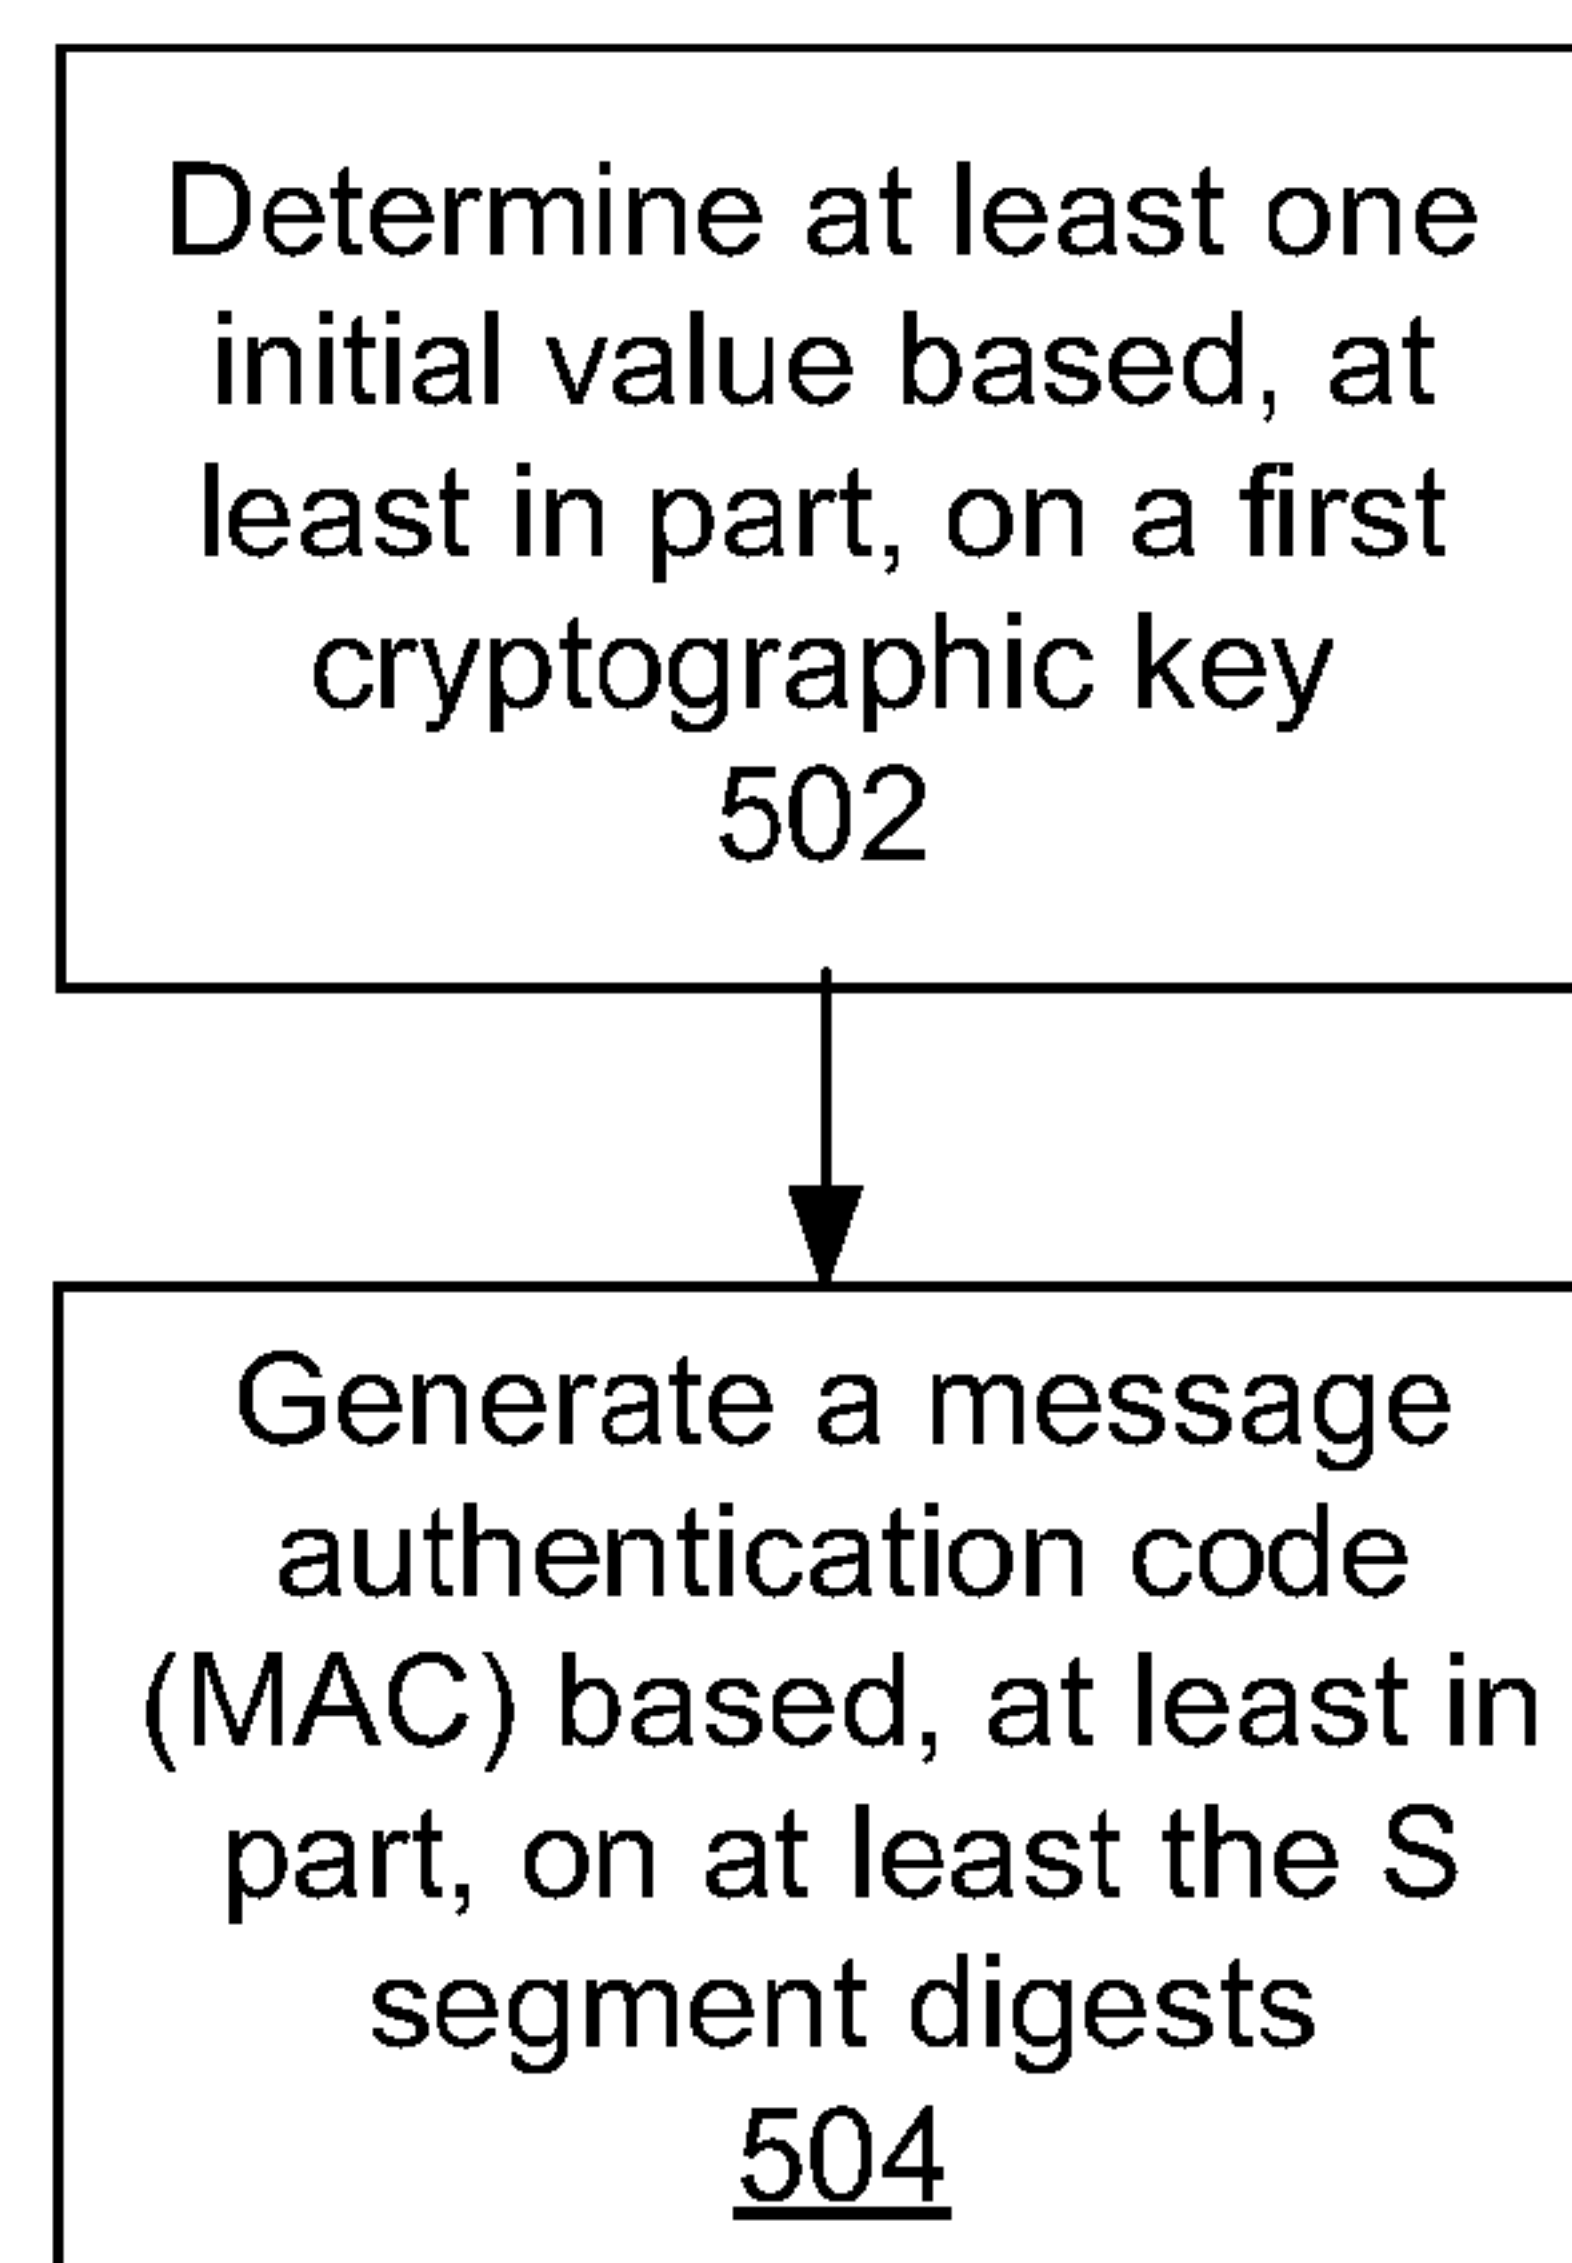 Determine at least one
initial value based, at
least in part, on a first
cryptographic key
502
Generate a message
authentication code
(MAC) based, at least in
part, on at least the S
segment digests
504